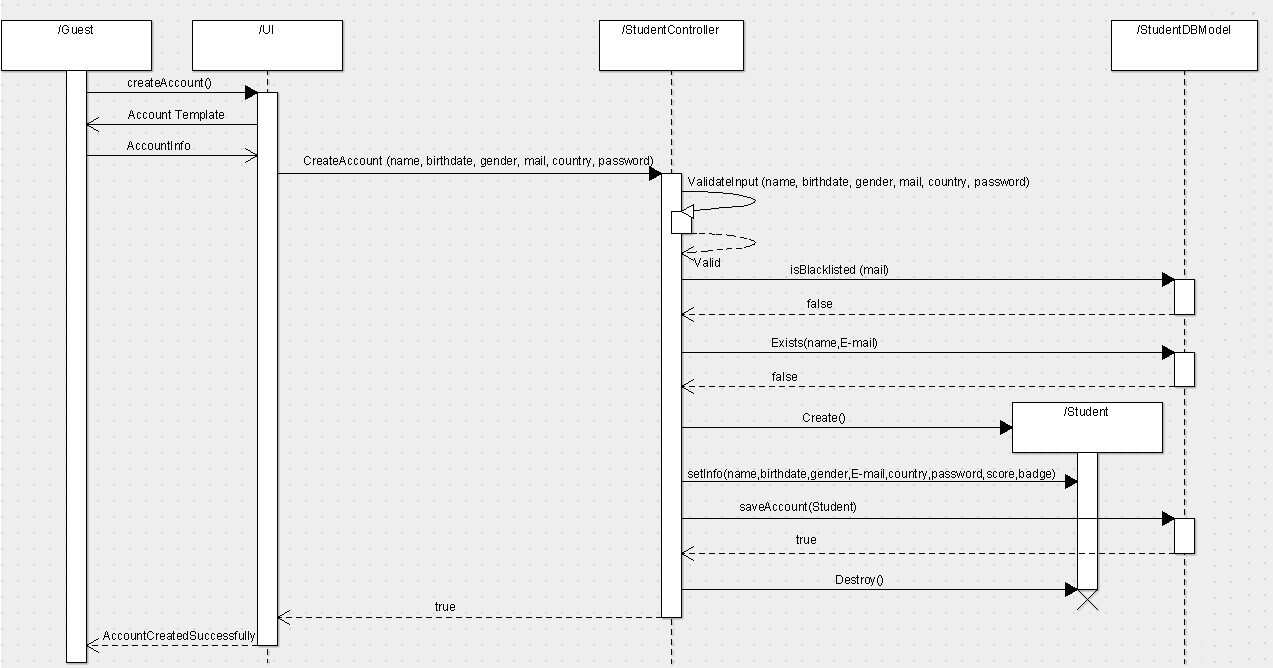 /Guest
/UI
/StudentController
/StudentDBModel
createAccount()
Account Template
AccountInfo
CreateAccount (name, birthdate, gender, mail, country, password)
ValidateInput (name, birthdate, gender, mail, country, password)
Valid
isBlacklisted (mail)
false
Exists(name,E-mail)
false
/Student
Create()
setInfo(name,birthdate,gender,E-mail,country,password,score,badge)
saveAccount(Student)
true
Destroy()
true
AccountCreatedSuccessfully